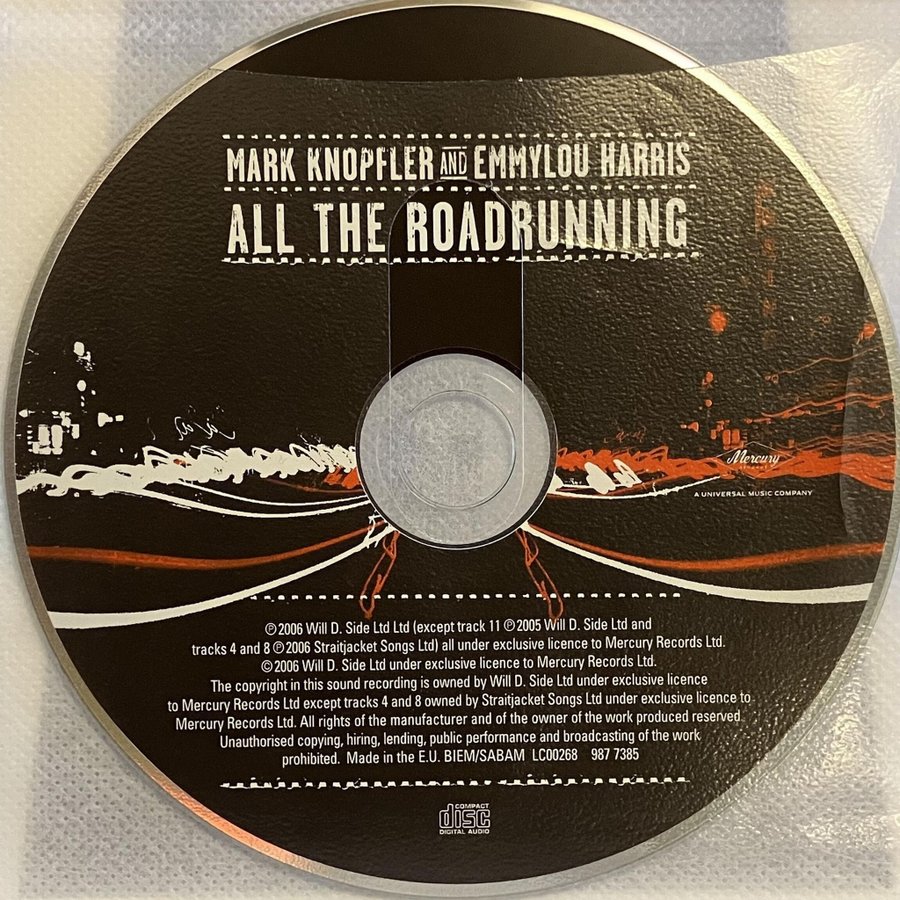 MARK KNOPFLER AND EMMYLOU HARRIS
ALL THE ROADRUNNING
Mercury
A UNIVERSAL MUSIC COMPANY
℗2006 Will D. Side Ltd Ltd (except track 11 ℗2005 Will D. Side Ltd and
tracks 4 and 8 ℗2006 Straitjacket Songs Ltd) all under exclusive licence to Mercury Records Ltd.
©2006 Will D. Side Ltd under exclusive licence to Mercury Records Ltd.
The copyright in this sound recording is owned by Will D. Side Ltd under exclusive licence
to Mercury Records Ltd except tracks 4 and 8 owned by Straitjacket Songs Ltd under exclusive licence to
Mercury Records Ltd. All rights of the manufacturer and of the owner of the work produced reserved.
Unauthorised copying, hiring, lending, public performance and broadcasting of the work
prohibited. Made in the E.U. BIEM/SABAM LC00268 987 7385
COMPACT
disc
DIGITAL AUDIO